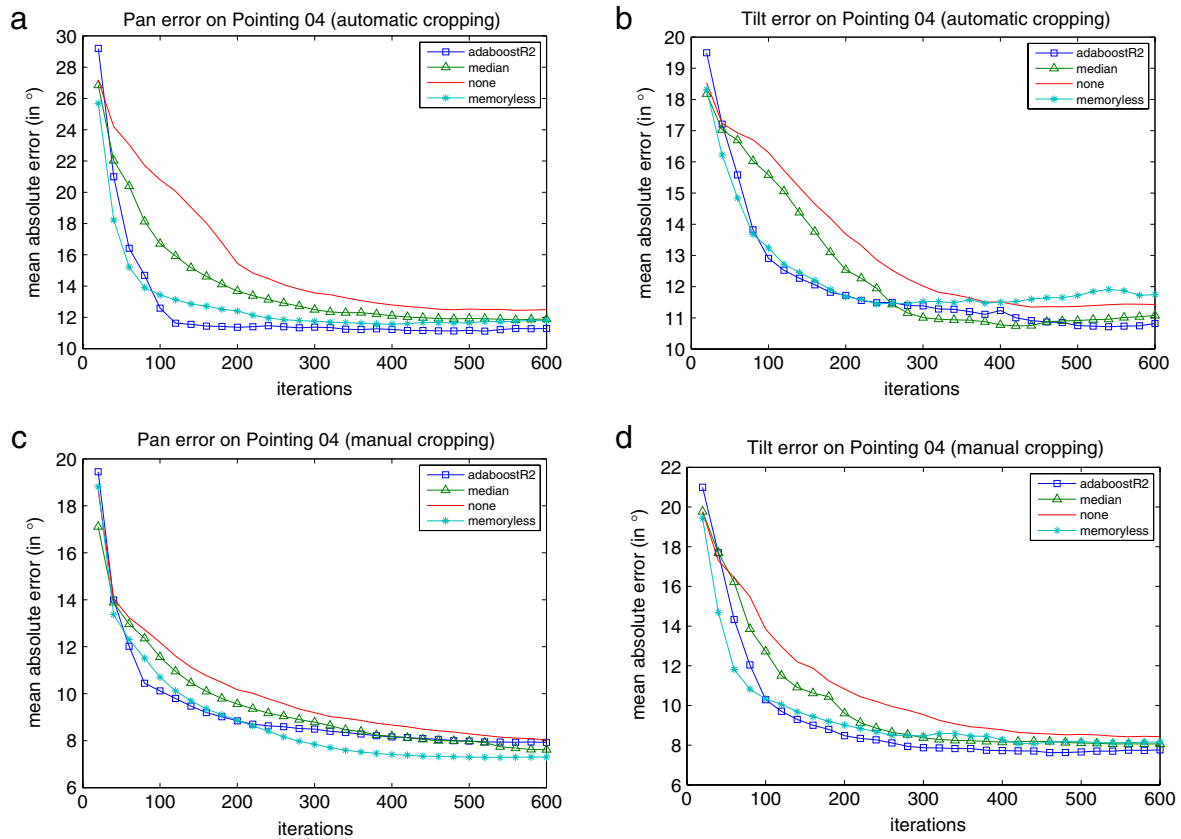 a
Pan error on Pointing 04 (automatic cropping)
30
28
26
24
22
20
18
16
14
12
10
mean absolute error (in °)
adaboostR2
median
none
memoryless
0 100 200 300 400 500 600
iterations
b
Tilt error on Pointing 04 (automatic cropping)
20
19
18
17
16
15
14
13
12
11
10
mean absolute error (in °)
adaboostR2
median
none
memoryless
0 100 200 300 400 500 600
iterations
c
Pan error on Pointing 04 (manual cropping)
20
18
16
14
12
10
8
6
mean absolute error (in °)
adaboostR2
median
none
memoryless
0 100 200 300 400 500 600
iterations
d
Tilt error on Pointing 04 (manual cropping)
22
20
18
16
14
12
10
8
6
mean absolute error (in °)
adaboostR2
median
none
memoryless
0 100 200 300 400 500 600
iterations